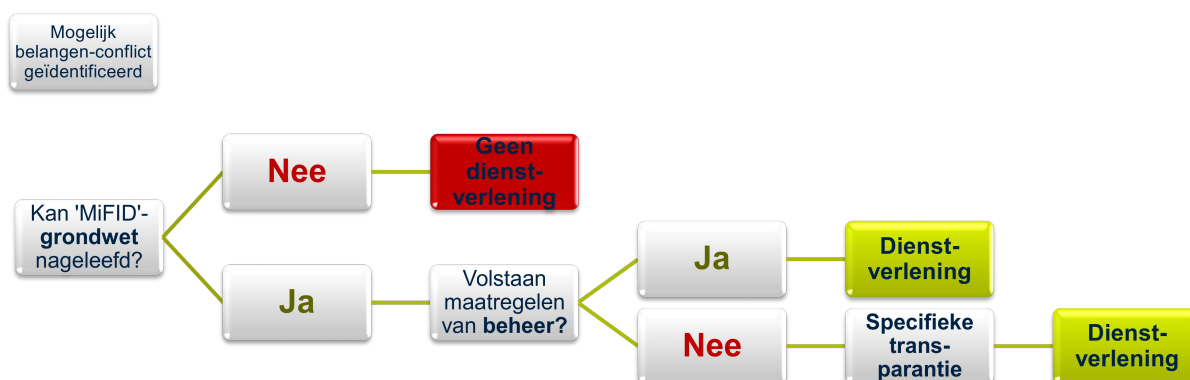 Mogelijk
belangen-conflict
geïdentificeerd
Nee
Geen
dienst-
verlening
Kan 'MiFID'-
grondwet
nageleefd?
Ja
Volstaan
maatregelen
van beheer?
Ja
Dienst-
verlening
Nee
Specifieke
trans-
parantie
Dienst-
verlening